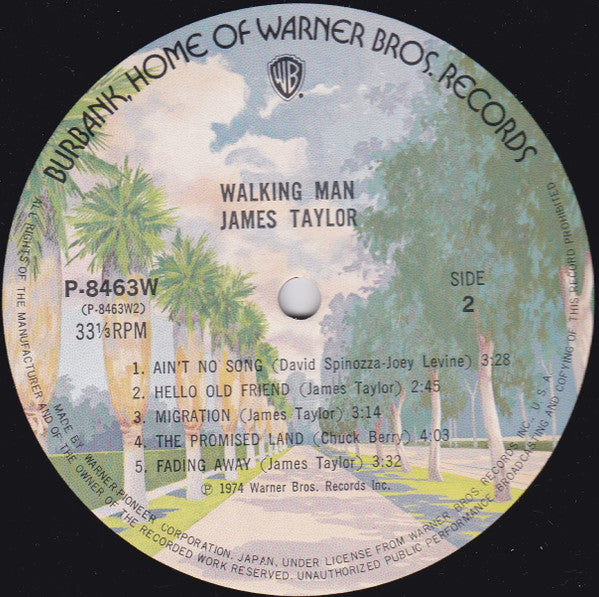 BURBANK, HOME OF WARNER BROS. RECORDS
WB
WALKING MAN
JAMES TAYLOR
P-8463W
(P-8463W2)
33⅓RPM
SIDE
2
1. AIN'T NO SONG (David Spinozza-Joey Levine) 3:28
2. HELLO OLD FRIEND (James Taylor) 2:45
3. MIGRATION (James Taylor) 3:14
4. THE PROMISED LAND (Chuck Berry) 4:03
5. FADING AWAY (James Taylor) 3:32
℗ 1974 Warner Bros. Records Inc.
MADE BY WARNER-PIONEER CORPORATION, JAPAN, UNDER LICENSE FROM WARNER BROS. RECORDS INC., U.S.A.
ALL RIGHTS OF THE MANUFACTURER AND OF THE OWNER OF THE RECORDED WORK RESERVED. UNAUTHORIZED PUBLIC PERFORMANCE, BROADCASTING AND COPYING OF THIS RECORD PROHIBITED